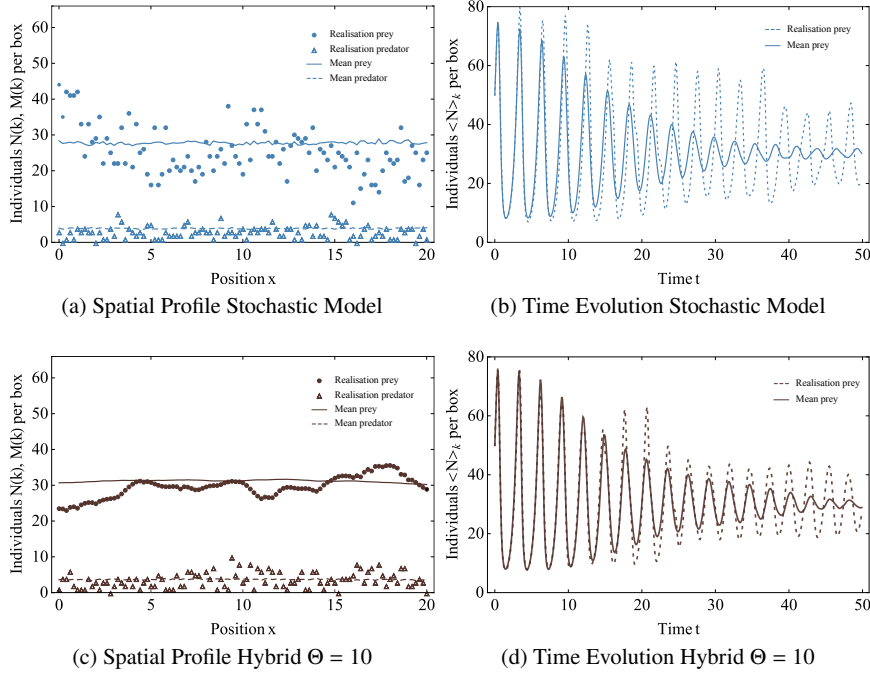 Individuals N(k), M(k) per box
60
50
40
30
20
10
0
0
5
10
15
20
Position x
Realisation prey
Realisation predator
Mean prey
Mean predator
(a) Spatial Profile Stochastic Model
Individuals <N>k per box
80
60
40
20
0
0
10
20
30
40
50
Time t
Realisation prey
Mean prey
(b) Time Evolution Stochastic Model
Individuals N(k), M(k) per box
60
50
40
30
20
10
0
0
5
10
15
20
Position x
Realisation prey
Realisation predator
Mean prey
Mean predator
(c) Spatial Profile Hybrid Θ = 10
Individuals <N>k per box
80
60
40
20
0
0
10
20
30
40
50
Time t
Realisation prey
Mean prey
(d) Time Evolution Hybrid Θ = 10